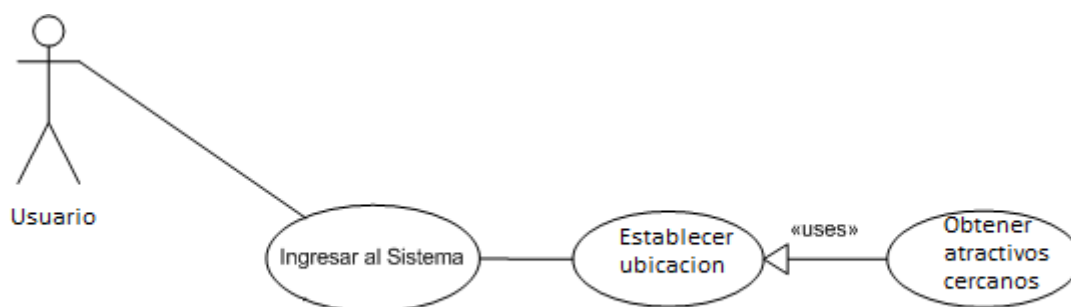 Usuario
Ingresar al Sistema
Establecer
ubicacion
«uses»
Obtener
atractivos
cercanos